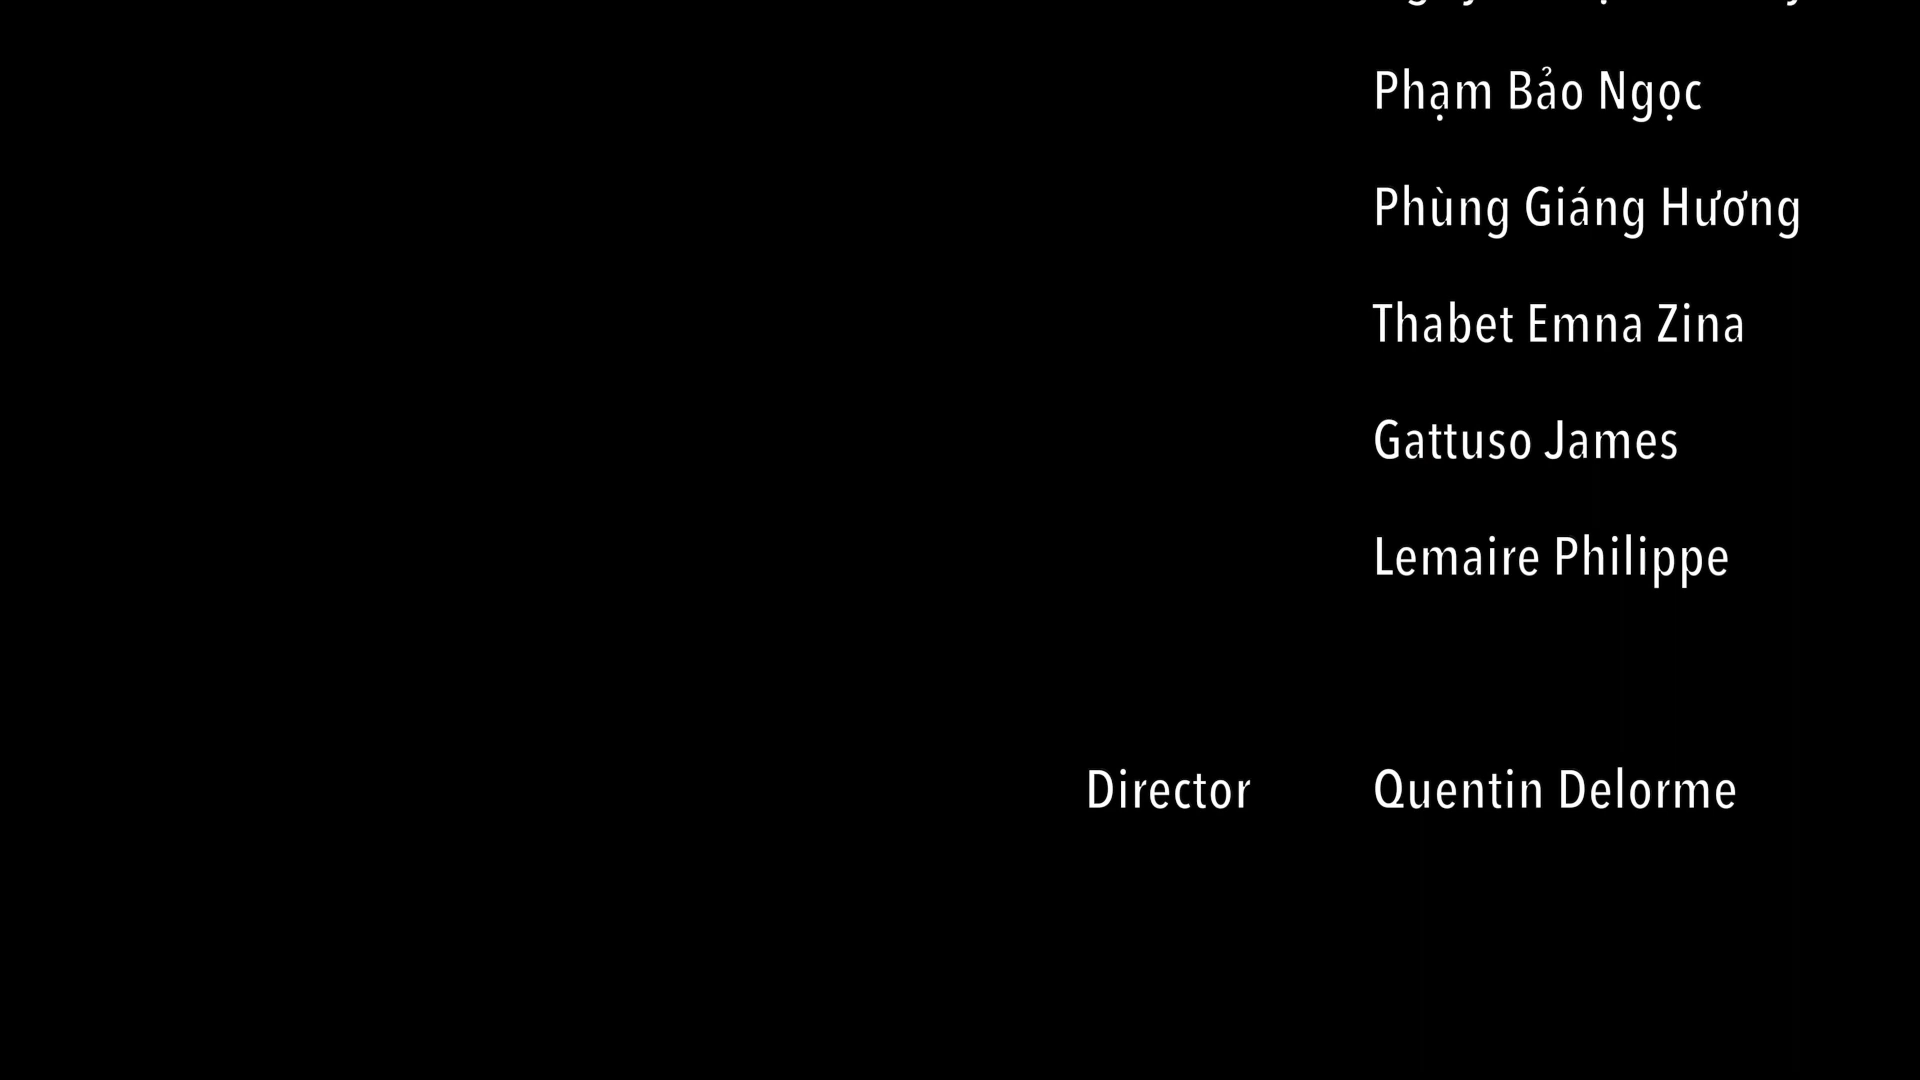 Phạm Bảo Ngọc
Phùng Giáng Hương
Thabet Emna Zina
Gattuso James
Lemaire Philippe
Director Quentin Delorme